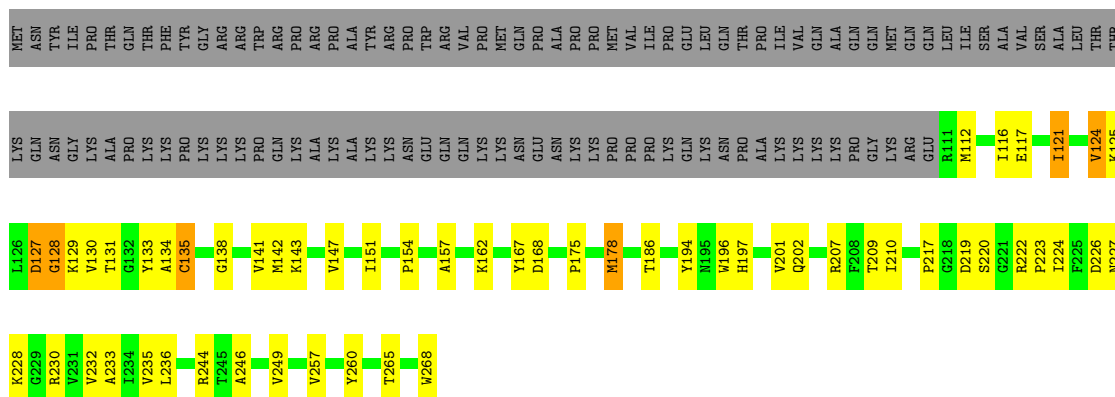 MET ASN TYR ILE PRO THR GLN THR PHE TYR GLY ARG ARG TRP ARG PRO ARG PRO ALA TYR ARG PRO TRP ARG VAL PRO MET GLN PRO ALA PRO PRO MET VAL ILE PRO GLU LEU GLN THR PRO ILE VAL GLN ALA GLN GLN MET GLN GLN LEU ILE SER ALA VAL SER ALA LEU THR THR
LYS GLN ASN GLY LYS ALA PRO LYS LYS PRO LYS LYS LYS PRO GLN LYS ALA LYS ALA LYS LYS ASN GLU GLN GLN LYS LYS ASN GLU ASN LYS LYS PRO PRO PRO LYS GLN LYS ASN PRO ALA LYS LYS LYS PRO GLY LYS ARG GLU R111 M112 I116 E117 I121 V124 K125
L126 D127 G128 K129 V130 T131 G132 Y133 A134 C135 G138 V141 M142 K143 V147 I151 P154 A157 K162 Y167 D168 P175 M178 T186 Y194 N195 W196 H197 V201 Q202 R207 F208 T209 I210 P217 G218 D219 S220 G221 R222 P223 I224 F225 D226 N227
K228 G229 R230 V231 V232 A233 I234 V235 L236 R244 T245 A246 V249 V257 Y260 T265 W268